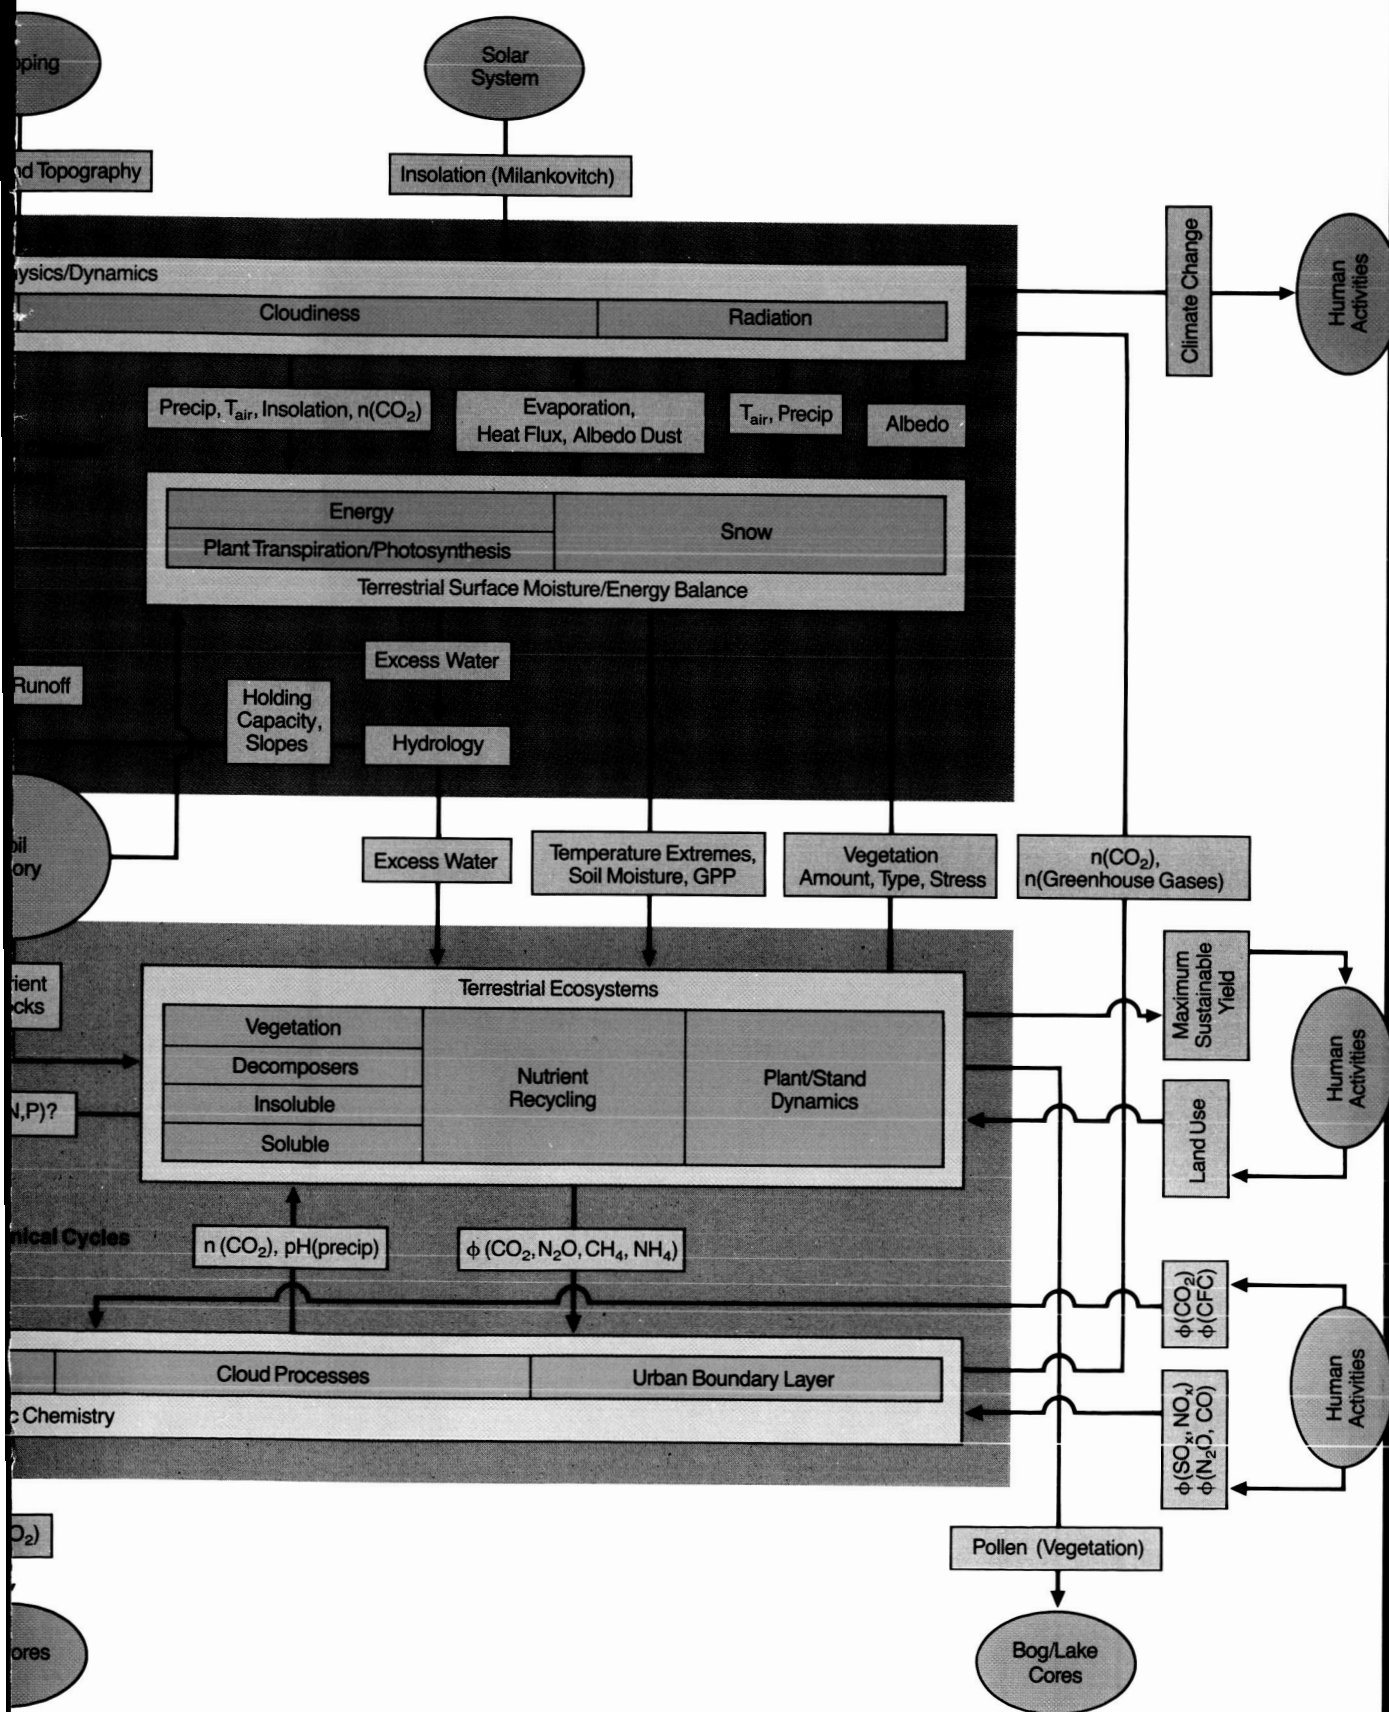 Solar
System
nd Topography
Insolation (Milankovitch)
Climate Change
Human
Activities
ysics/Dynamics
Cloudiness
Radiation
Precip, Tair, Insolation, n(CO₂)
Evaporation,
Heat Flux, Albedo Dust
Tair, Precip
Albedo
Energy
Plant Transpiration/Photosynthesis
Snow
Terrestrial Surface Moisture/Energy Balance
Excess Water
Runoff
Holding
Capacity,
Slopes
Hydrology
oil
ory
Excess Water
Temperature Extremes,
Soil Moisture, GPP
Vegetation
Amount, Type, Stress
n(CO₂),
n(Greenhouse Gases)
Maximum
Sustainable
Yield
Human
Activities
Land Use
rient
cks
Terrestrial Ecosystems
Vegetation
Decomposers
Insoluble
Soluble
Nutrient
Recycling
Plant/Stand
Dynamics
N,P)?
nical Cycles
n (CO₂), pH(precip)
ϕ (CO₂, N₂O, CH₄, NH₄)
ϕ(CO₂)
ϕ(CFC)
Human
Activities
Cloud Processes
Urban Boundary Layer
c Chemistry
ϕ(SOₓ, NOₓ)
ϕ(N₂O, CO)
O₂)
Pollen (Vegetation)
ores
Bog/Lake
Cores